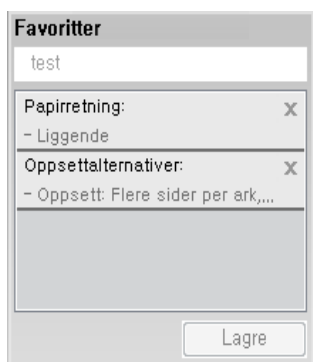 Favoritter
test
Papirretning: X
- Liggende
Oppsettalternativer: X
- Oppsett: Flere sider per ark,...
Lagre